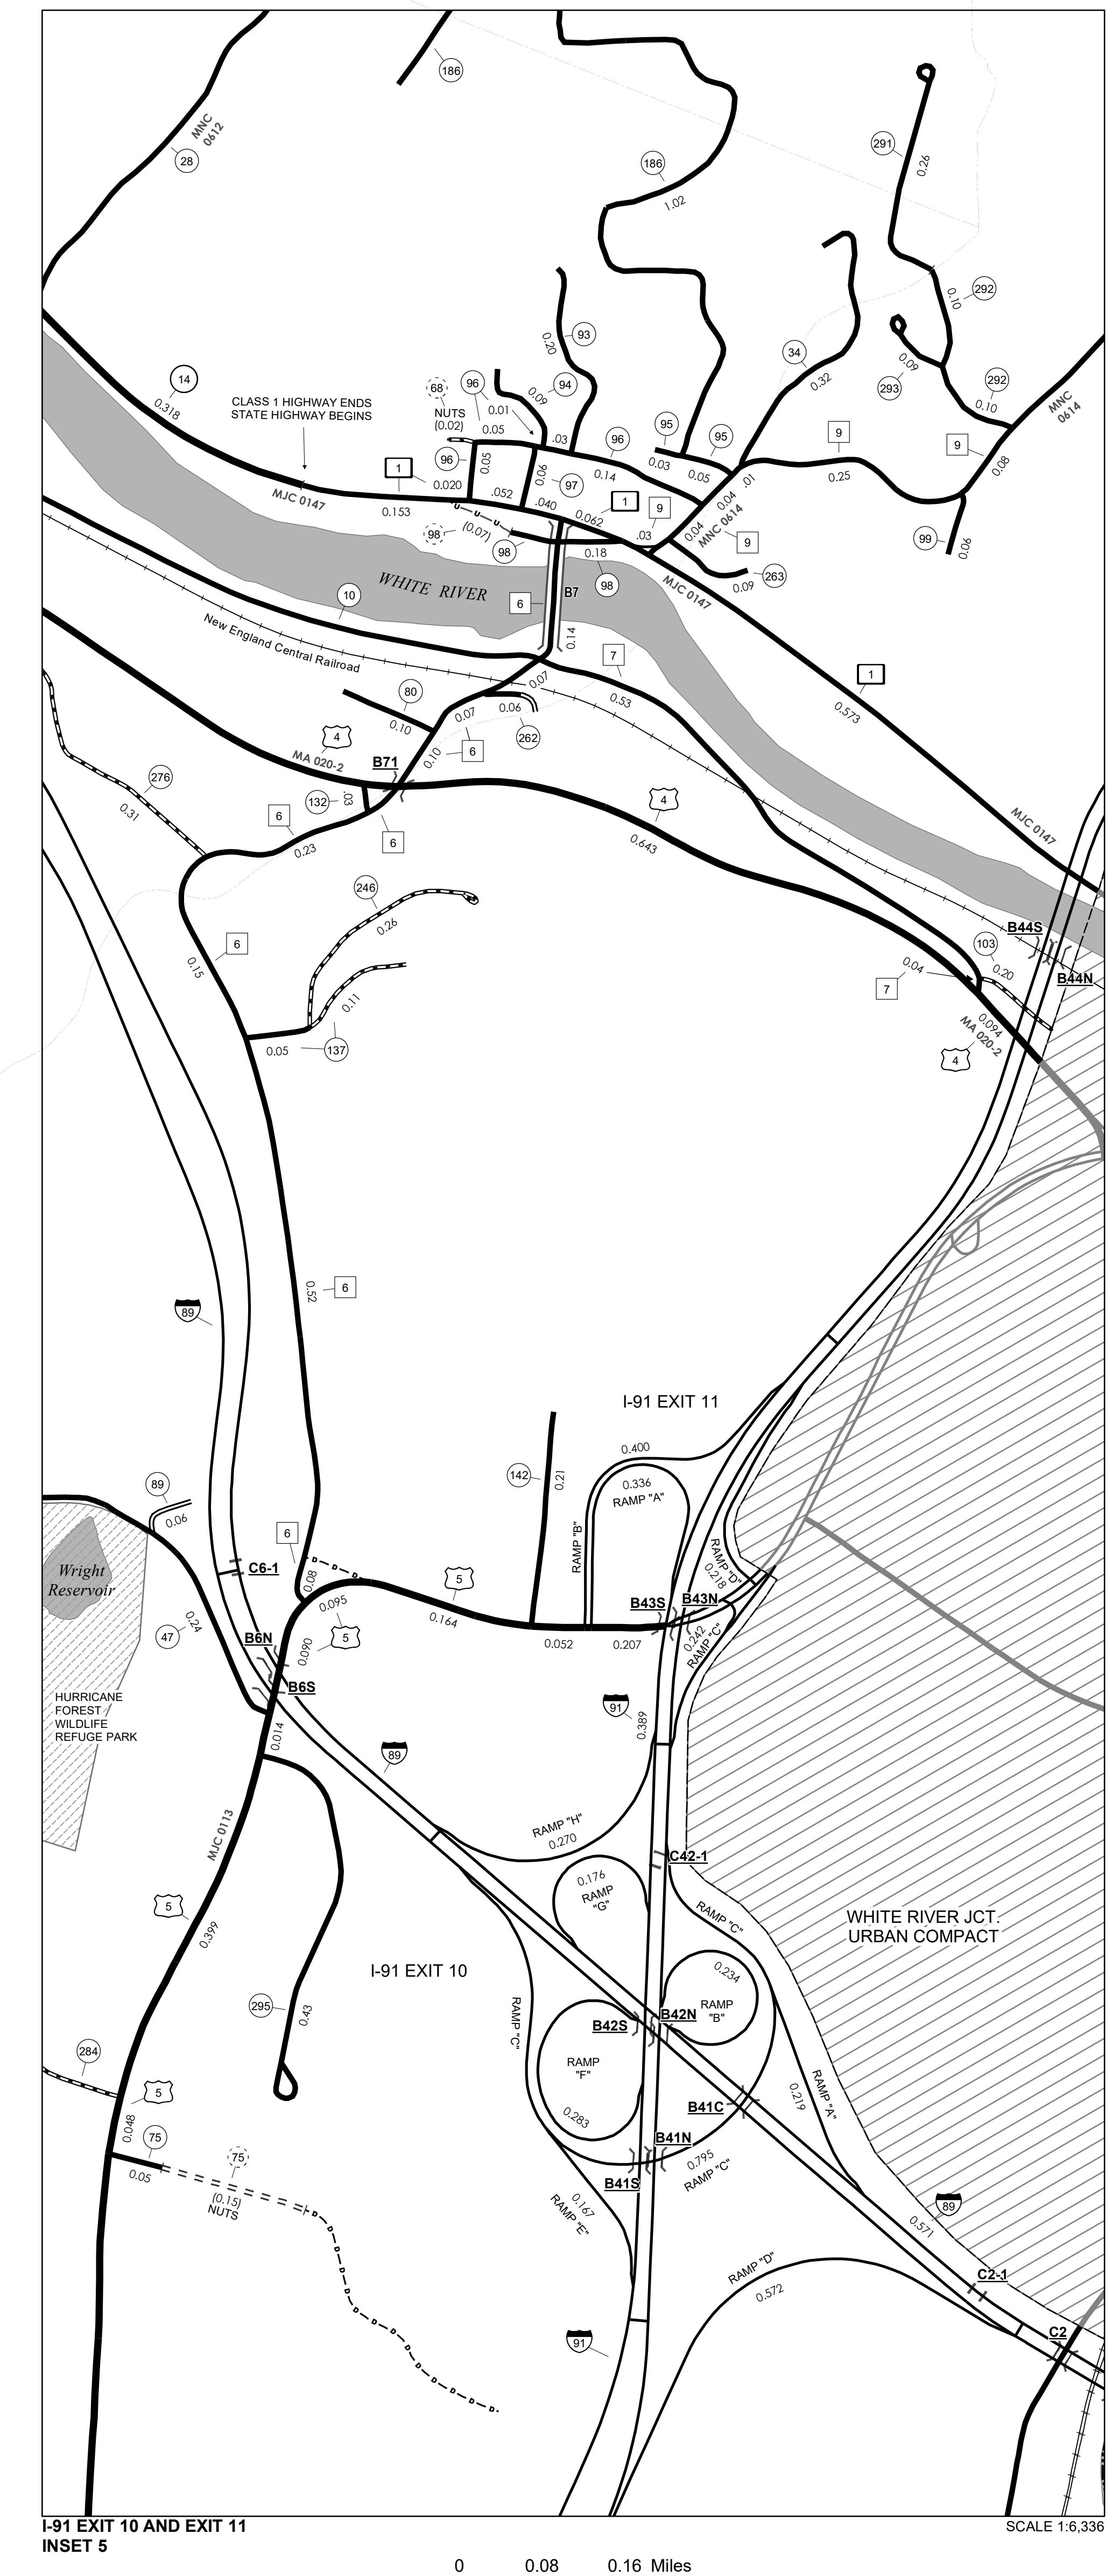 186
MNC
0612
28
186
1.02
291
0.26
292
0.10
93
0.20
34
0.32
293
0.09
292
0.10
MNC
0614
14
0.318
CLASS 1 HIGHWAY ENDS
STATE HIGHWAY BEGINS
68
NUTS
(0.02)
96
0.01
0.05
0.09
94
.03
96
0.14
95
0.03
95
0.05
9
0.25
9
0.08
99
0.06
1
0.020
96
0.05
.052
0.06
97
.040
0.062
1
9
.03
0.04
0.04
.01
MNC 0614
9
MJC 0147
0.153
98
(0.07)
98
0.18
98
263
0.09
MJC 0147
WHITE RIVER
6
B7
0.14
10
New England Central Railroad
7
0.53
0.07
1
0.573
80
0.10
0.07
0.06
262
4
MA 020-2
B71
0.10
6
276
0.31
132
.03
6
0.23
6
4
0.643
MJC 0147
246
0.26
6
0.15
0.11
0.05
137
B44S
103
0.20
B44N
0.04
7
0.094
MA 020-2
4
0.52
6
89
I-91 EXIT 11
0.400
0.336
RAMP "A"
142
0.21
RAMP "B"
89
0.06
6
Wright
Reservoir
C6-1
0.08
5
0.095
0.164
RAMP "D"
0.218
B43S
B43N
47
0.24
B6N
0.090
5
0.052
0.207
0.242
RAMP "C"
B6S
HURRICANE
FOREST
WILDLIFE
REFUGE PARK
0.014
91
0.389
89
MJC 0113
RAMP "H"
0.270
C42-1
0.176
RAMP
"G"
RAMP "C"
5
0.399
WHITE RIVER JCT.
URBAN COMPACT
I-91 EXIT 10
0.234
RAMP
"B"
295
0.43
RAMP "C"
B42S
B42N
284
RAMP
"F"
5
B41C
0.219
RAMP "A"
0.048
0.283
75
0.05
75
(0.15)
NUTS
B41N
0.795
RAMP "C"
B41S
0.167
RAMP "E"
89
0.571
RAMP "D"
0.572
C2-1
C2
91
I-91 EXIT 10 AND EXIT 11
INSET 5
SCALE 1:6,336
0 0.08 0.16 Miles